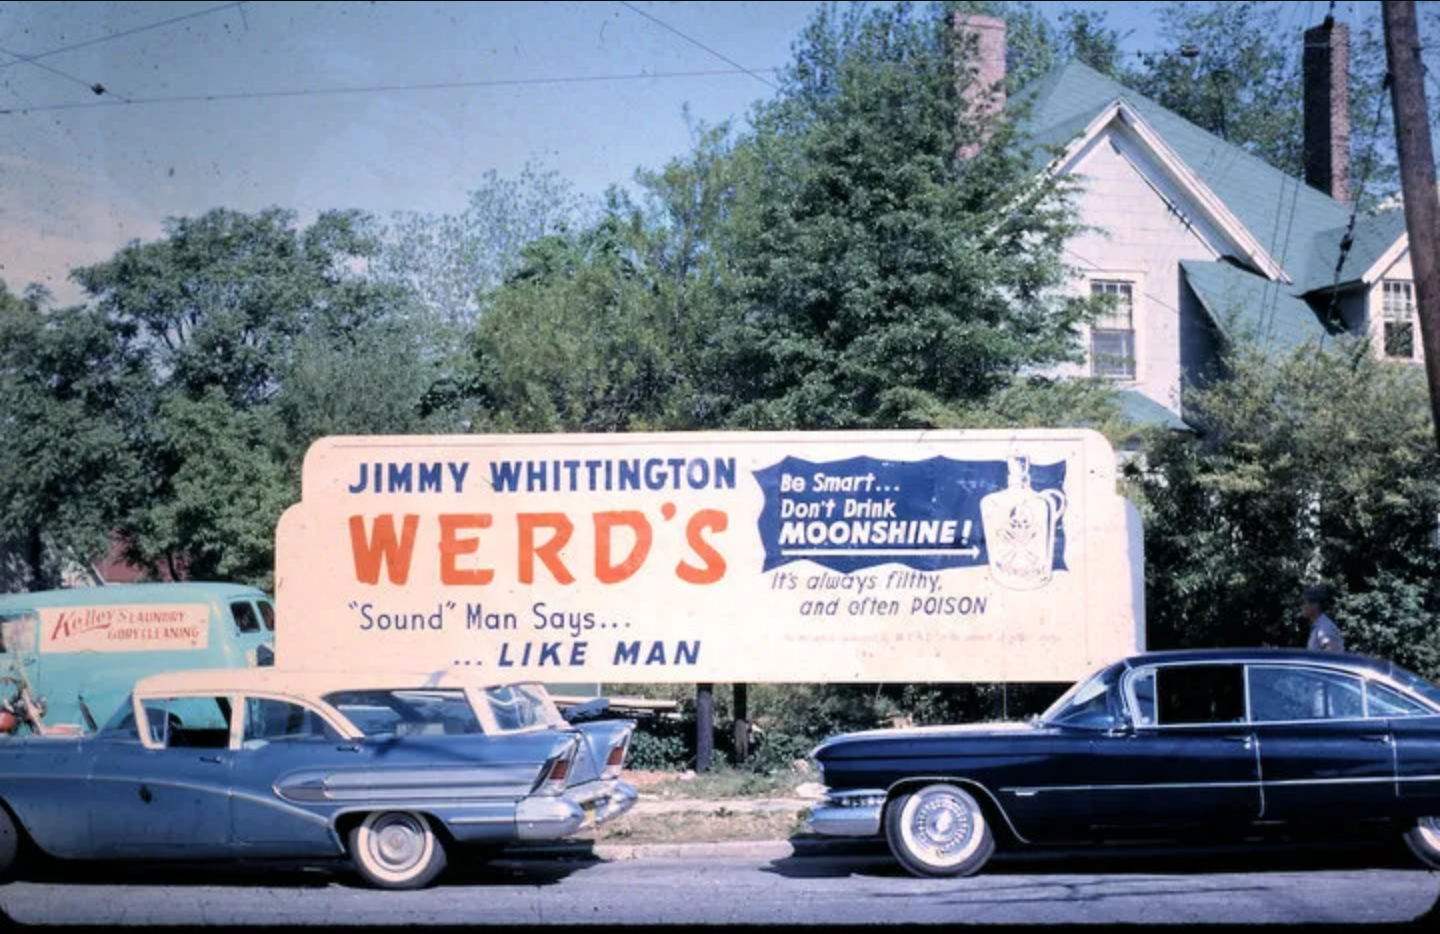 JIMMY WHITTINGTON
WERD'S
"Sound" Man Says...
... LIKE MAN
Be Smart...
Don't Drink
MOONSHINE!
MOONSHINE
It's always filthy,
and often POISON
Kelley's LAUNDRY
& DRY CLEANING